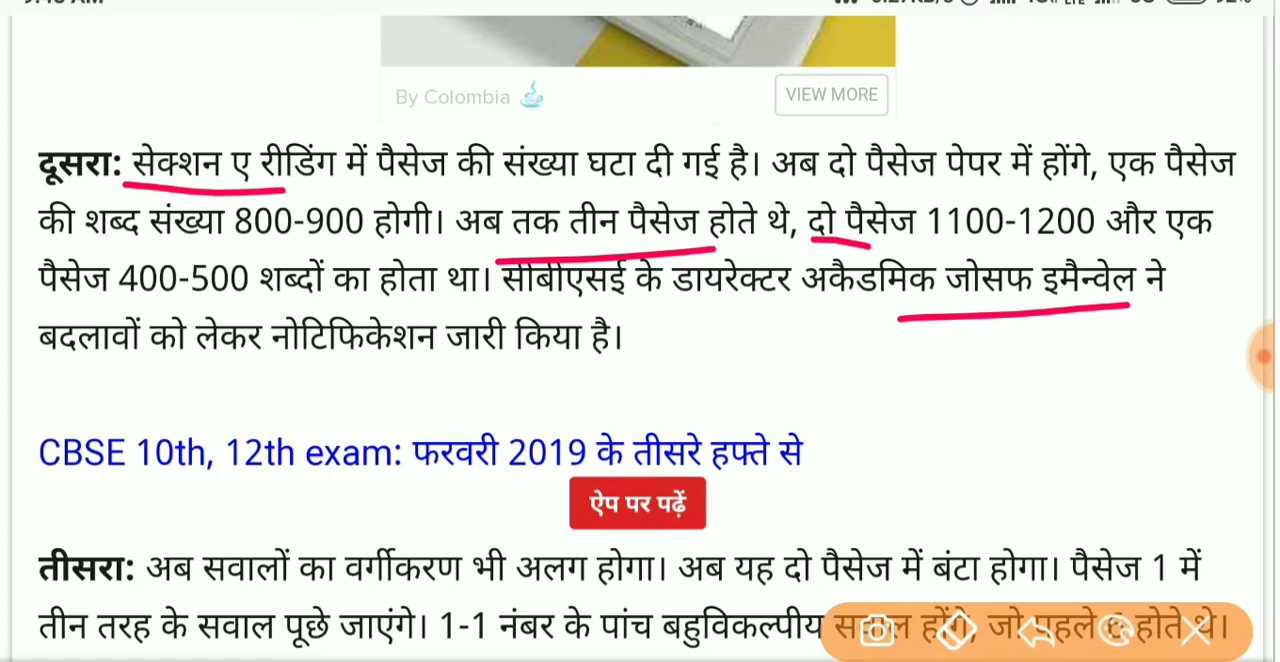 By Colombia
VIEW MORE
दूसरा: सेक्शन ए रीडिंग में पैसेज की संख्या घटा दी गई है। अब दो पैसेज पेपर में होंगे, एक पैसेज
की शब्द संख्या 800-900 होगी। अब तक तीन पैसेज होते थे, दो पैसेज 1100-1200 और एक
पैसेज 400-500 शब्दों का होता था। सीबीएसई के डायरेक्टर अकैडमिक जोसफ इमैन्वेल ने
बदलावों को लेकर नोटिफिकेशन जारी किया है।
CBSE 10th, 12th exam: फरवरी 2019 के तीसरे हफ्ते से
ऐप पर पढ़ें
तीसरा: अब सवालों का वर्गीकरण भी अलग होगा। अब यह दो पैसेज में बंटा होगा। पैसेज 1 में
तीन तरह के सवाल पूछे जाएंगे। 1-1 नंबर के पांच बहुविकल्पीय सवाल होंगे, जो पहले 6 होते थे।